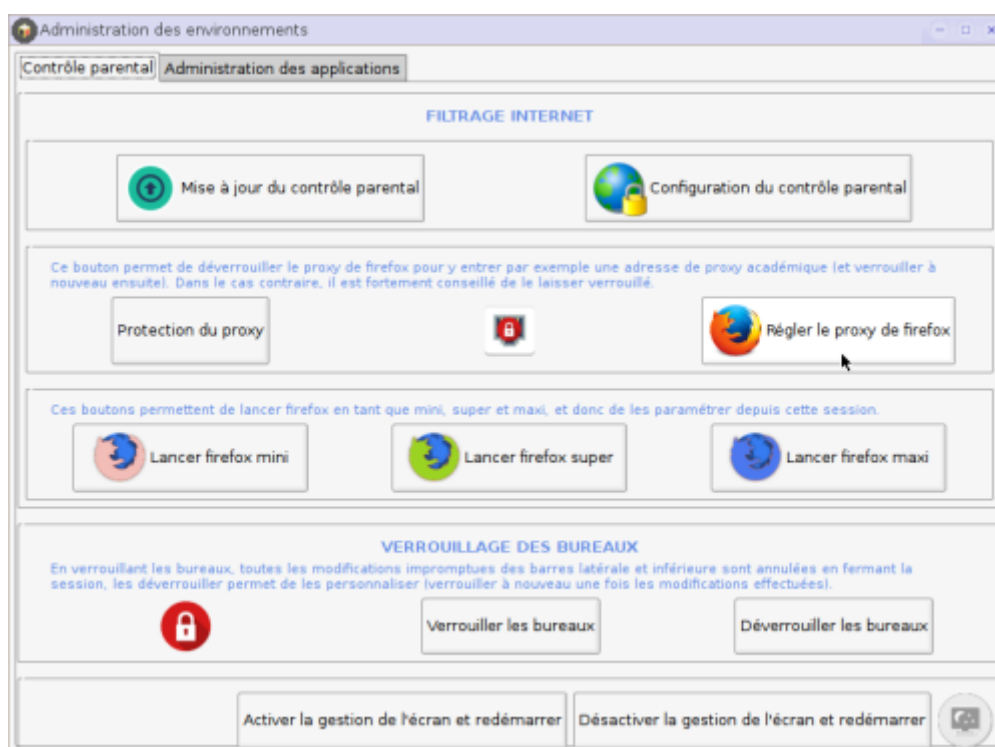 Administration des environnements
Contrôle parental Administration des applications
FILTRAGE INTERNET
Mise à jour du contrôle parental Configuration du contrôle parental
Ce bouton permet de déverrouiller le proxy de firefox pour y entrer par exemple une adresse de proxy académique (et verrouiller à
nouveau ensuite). Dans le cas contraire, il est fortement conseillé de le laisser verrouillé.
Protection du proxy Régler le proxy de firefox
Ces boutons permettent de lancer firefox en tant que mini, super et maxi, et donc de les paramétrer depuis cette session.
Lancer firefox mini Lancer firefox super Lancer firefox maxi
VERROUILLAGE DES BUREAUX
En verrouillant les bureaux, toutes les modifications impromptues des barres latérale et inférieure sont annulées en fermant la
session, les déverrouiller permet de les personnaliser (verrouiller à nouveau une fois les modifications effectuées).
Verrouiller les bureaux Déverrouiller les bureaux
Activer la gestion de l'écran et redémarrer Désactiver la gestion de l'écran et redémarrer